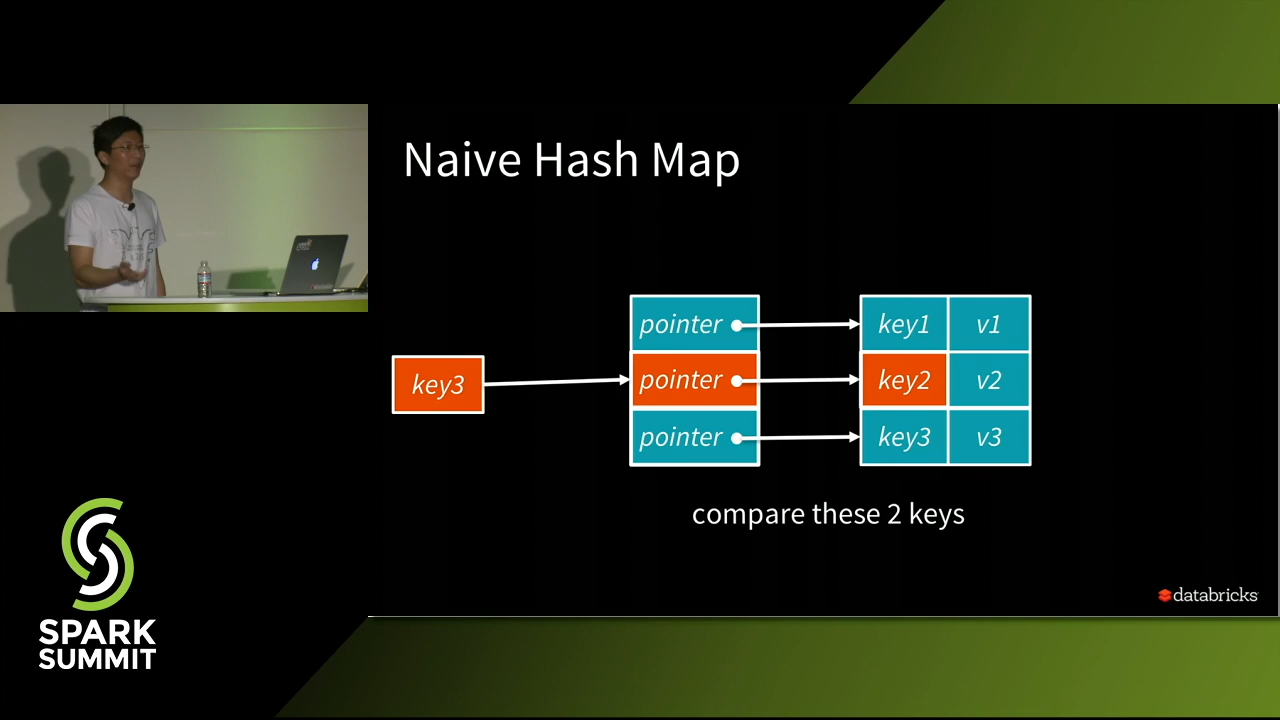 Naive Hash Map
pointer
key1 v1
key3
pointer
key2 v2
pointer
key3 v3
compare these 2 keys
databricks
SPARK
SUMMIT